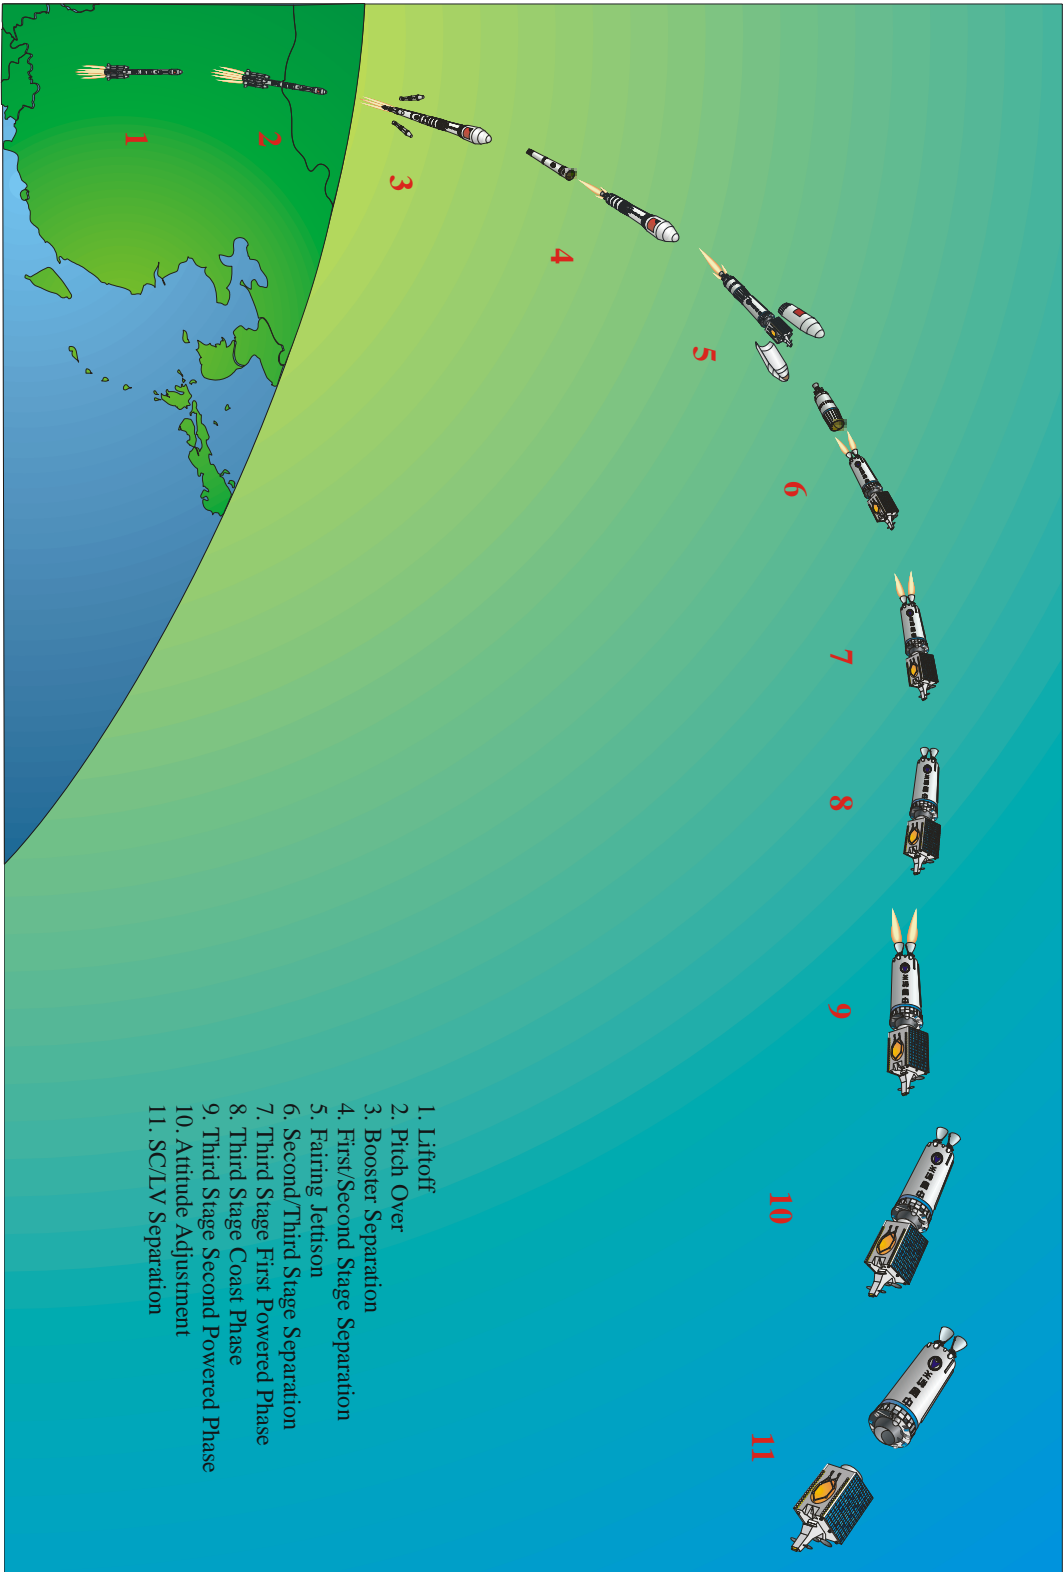 1
2
3
4
5
6
7
8
9
10
11
1. Liftoff
2. Pitch Over
3. Booster Separation
4. First/Second Stage Separation
5. Fairing Jettison
6. Second/Third Stage Separation
7. Third Stage First Powered Phase
8. Third Stage Coast Phase
9. Third Stage Second Powered Phase
10. Attitude Adjustment
11. SC/LV Separation